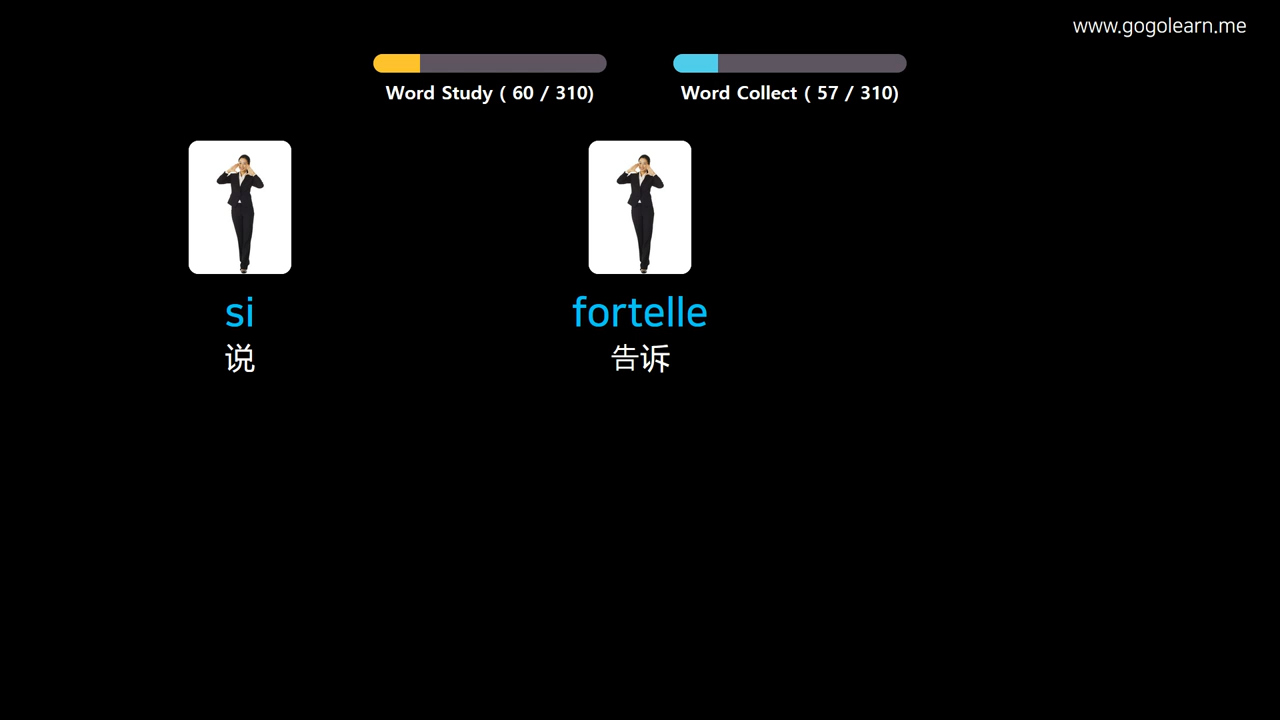 www.gogolearn.me
Word Study ( 60 / 310)
Word Collect ( 57 / 310)
si
说
fortelle
告诉